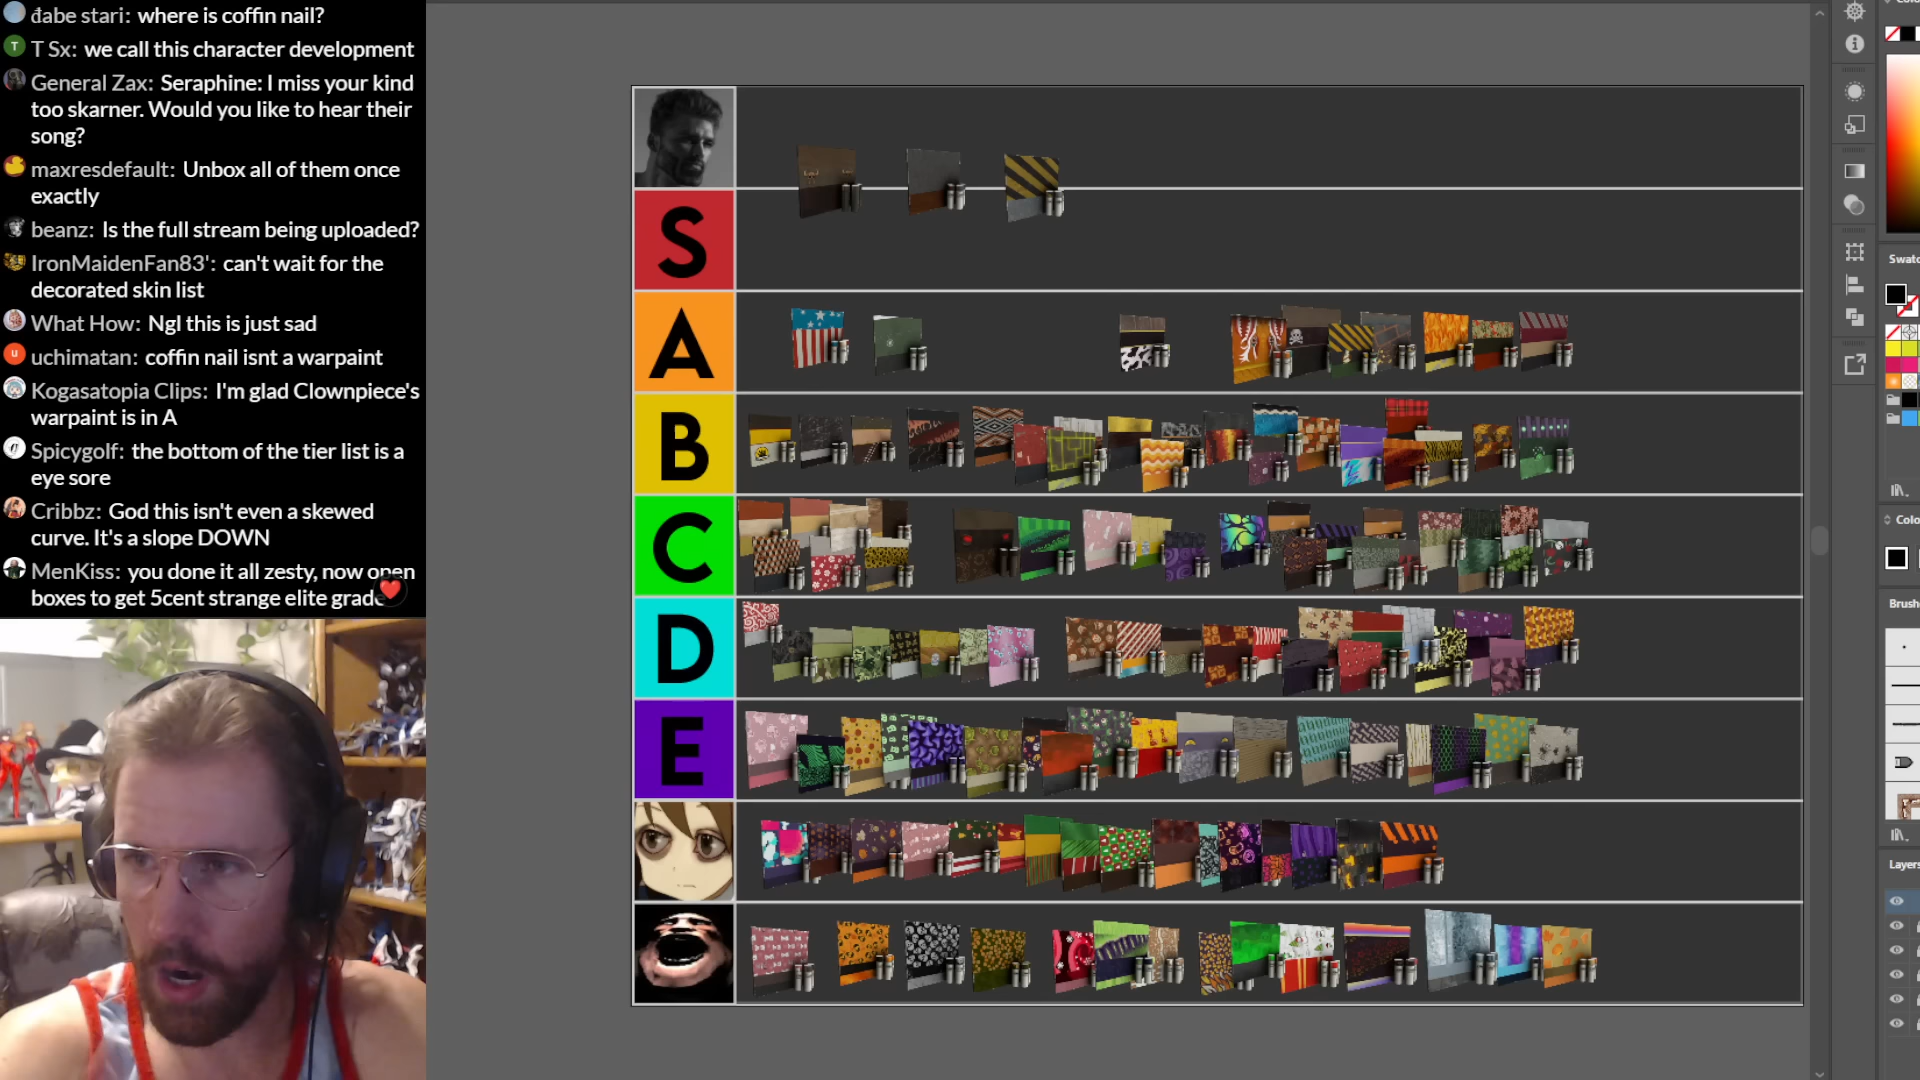 đabe stari: where is coffin nail?
T
T Sx: we call this character development
General Zax: Seraphine: I miss your kind
too skarner. Would you like to hear their
song?
maxresdefault: Unbox all of them once
exactly
beanz: Is the full stream being uploaded?
IronMaidenFan83': can't wait for the
decorated skin list
What How: Ngl this is just sad
u
uchimatan: coffin nail isnt a warpaint
Kogasatopia Clips: I'm glad Clownpiece's
warpaint is in A
Spicygolf: the bottom of the tier list is a
eye sore
Cribbz: God this isn't even a skewed
curve. It's a slope DOWN
MenKiss: you done it all zesty, now open
boxes to get 5cent strange elite grade
S
A
B
C
D
E
Swatc
Colo
Brushe
Layers